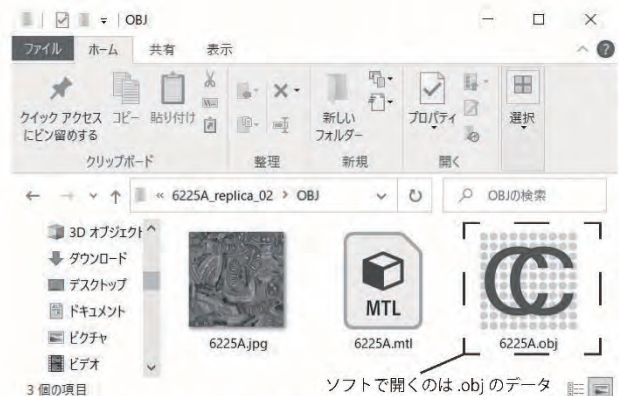 OBJ
ファイル ホーム 共有 表示
クイック アクセス
にピン留めする
コピー
貼り付け
新しい
フォルダー
プロパティ
選択
クリップボード 整理 新規 開く
« 6225A_replica_02 › OBJ
OBJの検索
3D オブジェクト
ダウンロード
デスクトップ
ドキュメント
ピクチャ
ビデオ
MTL
CC
6225A.jpg 6225A.mtl 6225A.obj
ソフトで開くのは .obj のデータ
3 個の項目